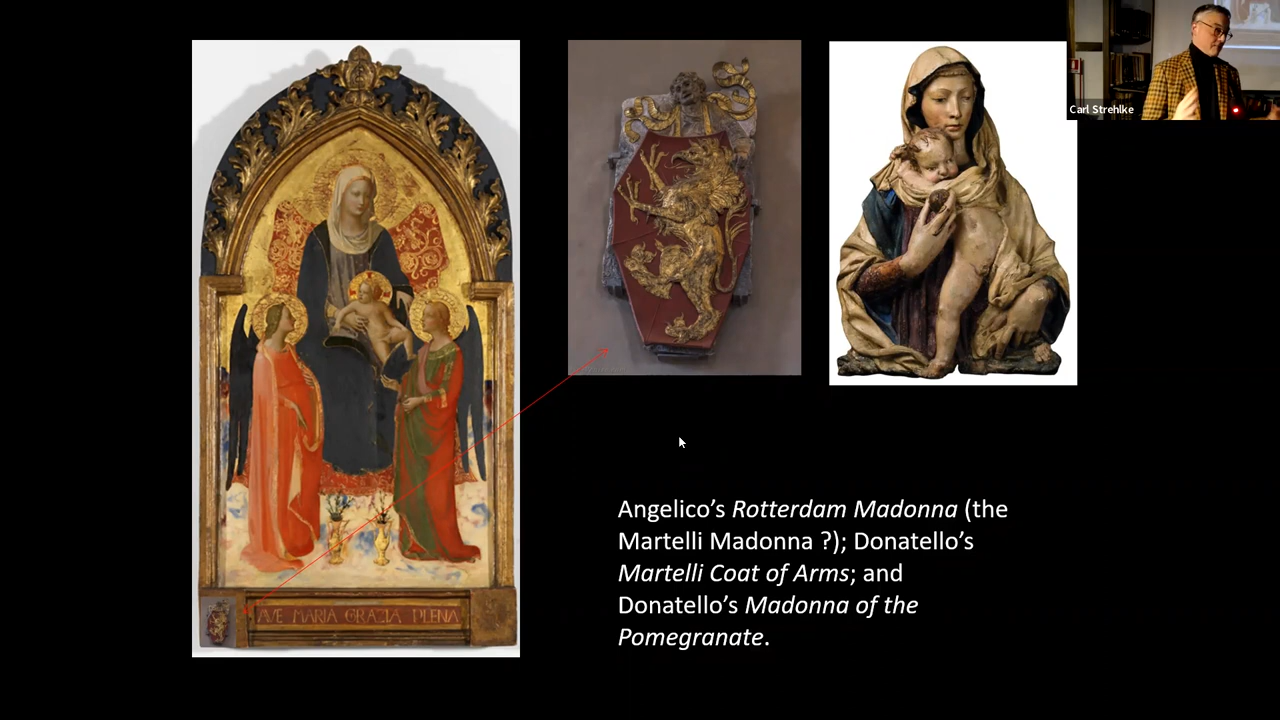 Carl Strehlke
AVE MARIA GRAZIA PLENA
Angelico’s Rotterdam Madonna (the
Martelli Madonna ?); Donatello’s
Martelli Coat of Arms; and
Donatello’s Madonna of the
Pomegranate.